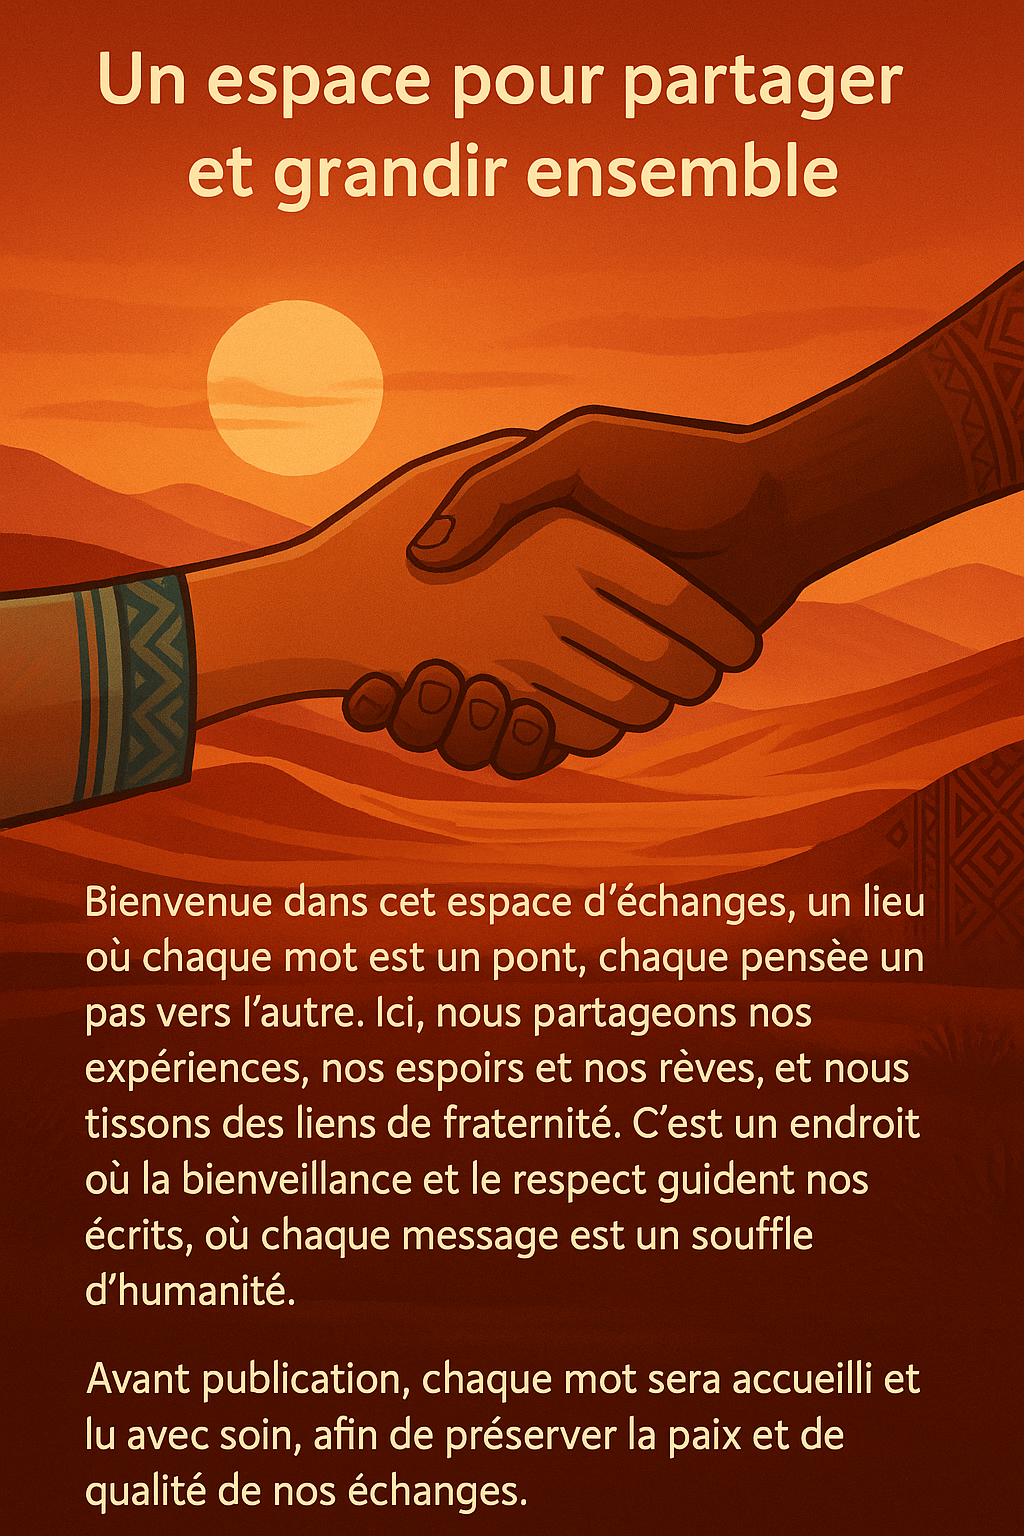 Un espace pour partager
et grandir ensemble
Bienvenue dans cet espace d’échanges, un lieu
où chaque mot est un pont, chaque pensèe un
pas vers l’autre. Ici, nous partageons nos
expériences, nos espoirs et nos rèves, et nous
tissons des liens de fraternité. C’est un endroit
où la bienveillance et le respect guident nos
écrits, où chaque message est un souffle
d’humanité.
Avant publication, chaque mot sera accueilli et
lu avec soin, afin de préserver la paix et de
qualité de nos échanges.